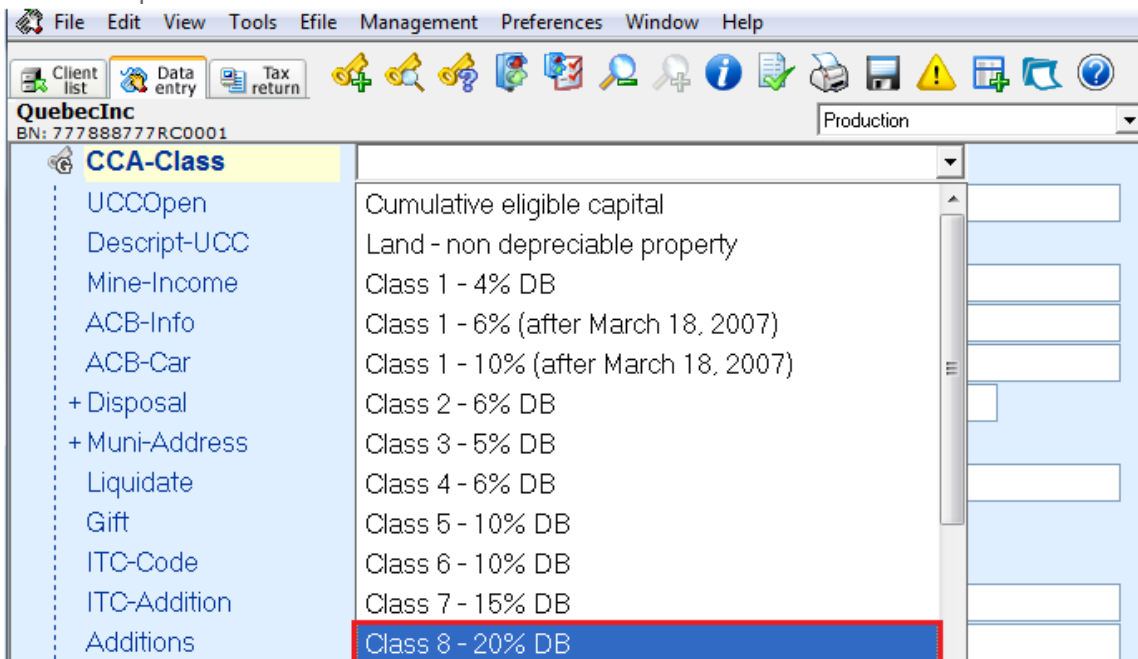 File Edit View Tools Efile Management Preferences Window Help
Client list Data entry Tax return
QuebecInc
Production
BN: 777888777RC0001
CCA-Class
UCCOpen Cumulative eligible capital
Descript-UCC Land - non depreciable property
Mine-Income Class 1 - 4% DB
ACB-Info Class 1 - 6% (after March 18, 2007)
ACB-Car Class 1 - 10% (after March 18, 2007)
+ Disposal Class 2 - 6% DB
+ Muni-Address Class 3 - 5% DB
Liquidate Class 4 - 6% DB
Gift Class 5 - 10% DB
ITC-Code Class 6 - 10% DB
ITC-Addition Class 7 - 15% DB
Additions Class 8 - 20% DB